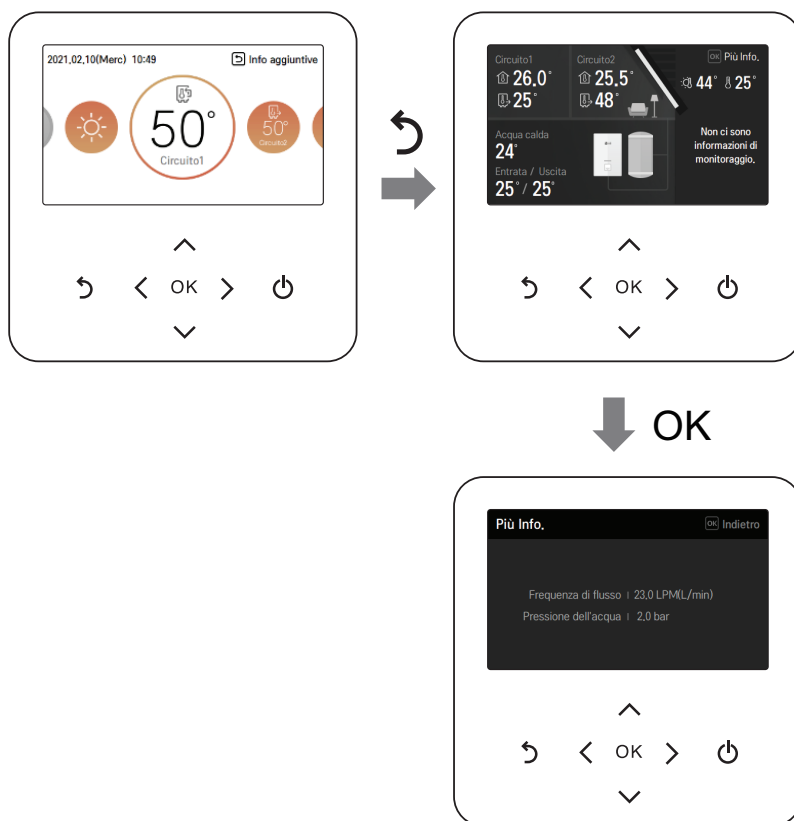 2021.02.10(Merc) 10:49 Info aggiuntive
50°
Circuito1
50°
Circuito2
OK
Circuito1
26.0°
25°
Circuito2
25.5°
48°
OK Più Info.
44° 25°
Acqua calda
24°
Entrata / Uscita
25° / 25°
LG
Non ci sono
informazioni di
monitoraggio.
OK
OK
Più Info. OK Indietro
Frequenza di flusso | 23.0 LPM(L/min)
Pressione dell'acqua | 2.0 bar
OK